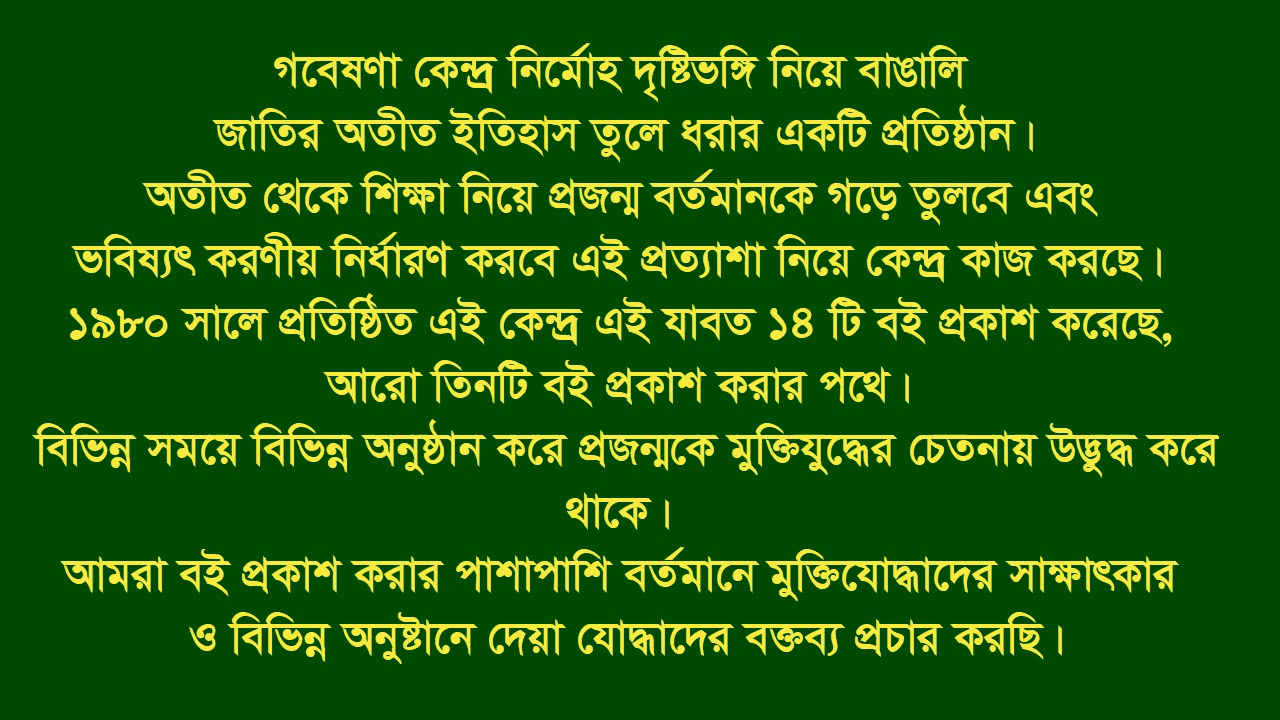 গবেষণা কেন্দ্র নির্মোহ দৃষ্টিভঙ্গি নিয়ে বাঙালি
জাতির অতীত ইতিহাস তুলে ধরার একটি প্রতিষ্ঠান।
অতীত থেকে শিক্ষা নিয়ে প্রজন্ম বর্তমানকে গড়ে তুলবে এবং
ভবিষ্যৎ করণীয় নির্ধারণ করবে এই প্রত্যাশা নিয়ে কেন্দ্র কাজ করছে।
১৯৮০ সালে প্রতিষ্ঠিত এই কেন্দ্র এই যাবত ১৪ টি বই প্রকাশ করেছে,
আরো তিনটি বই প্রকাশ করার পথে।
বিভিন্ন সময়ে বিভিন্ন অনুষ্ঠান করে প্রজন্মকে মুক্তিযুদ্ধের চেতনায় উদ্ভুদ্ধ করে
থাকে।
আমরা বই প্রকাশ করার পাশাপাশি বর্তমানে মুক্তিযোদ্ধাদের সাক্ষাৎকার
ও বিভিন্ন অনুষ্টানে দেয়া যোদ্ধাদের বক্তব্য প্রচার করছি।